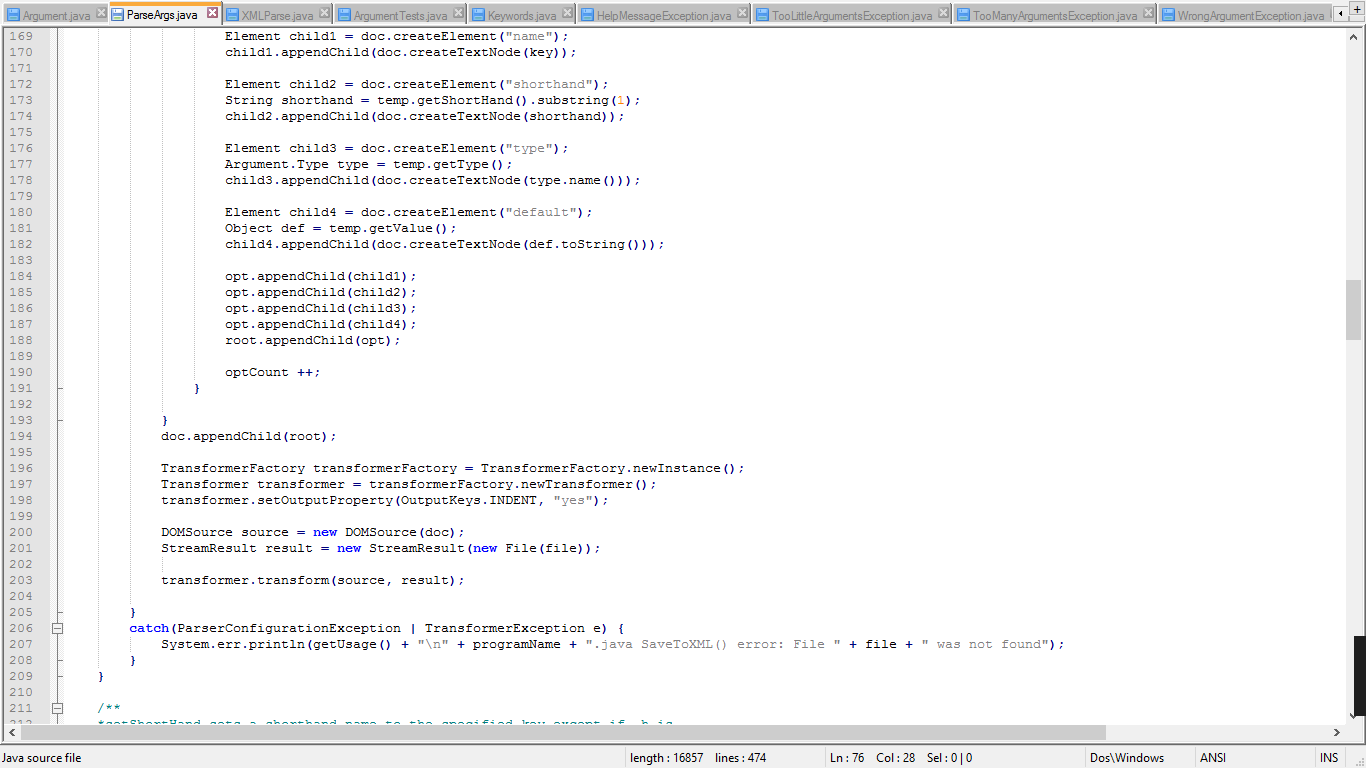 Argument.java ParseArgs.java XMLParse.java ArgumentTests.java Keywords.java HelpMessageException.java TooLittleArgumentsException.java TooManyArgumentsException.java WrongArgumentException.java
169 Element child1 = doc.createElement("name");
170 child1.appendChild(doc.createTextNode(key));
171
172 Element child2 = doc.createElement("shorthand");
173 String shorthand = temp.getShortHand().substring(1);
174 child2.appendChild(doc.createTextNode(shorthand));
175
176 Element child3 = doc.createElement("type");
177 Argument.Type type = temp.getType();
178 child3.appendChild(doc.createTextNode(type.name()));
179
180 Element child4 = doc.createElement("default");
181 Object def = temp.getValue();
182 child4.appendChild(doc.createTextNode(def.toString()));
183
184 opt.appendChild(child1);
185 opt.appendChild(child2);
186 opt.appendChild(child3);
187 opt.appendChild(child4);
188 root.appendChild(opt);
189
190 optCount ++;
191 }
192
193 }
194 doc.appendChild(root);
195
196 TransformerFactory transformerFactory = TransformerFactory.newInstance();
197 Transformer transformer = transformerFactory.newTransformer();
198 transformer.setOutputProperty(OutputKeys.INDENT, "yes");
199
200 DOMSource source = new DOMSource(doc);
201 StreamResult result = new StreamResult(new File(file));
202
203 transformer.transform(source, result);
204
205 }
206 catch(ParserConfigurationException | TransformerException e) {
207 System.err.println(getUsage() + "\n" + programName + ".java SaveToXML() error: File " + file + " was not found");
208 }
209 }
210
211 /**
Java source file length : 16857 lines : 474 Ln : 76 Col : 28 Sel : 0 | 0 Dos\Windows ANSI INS